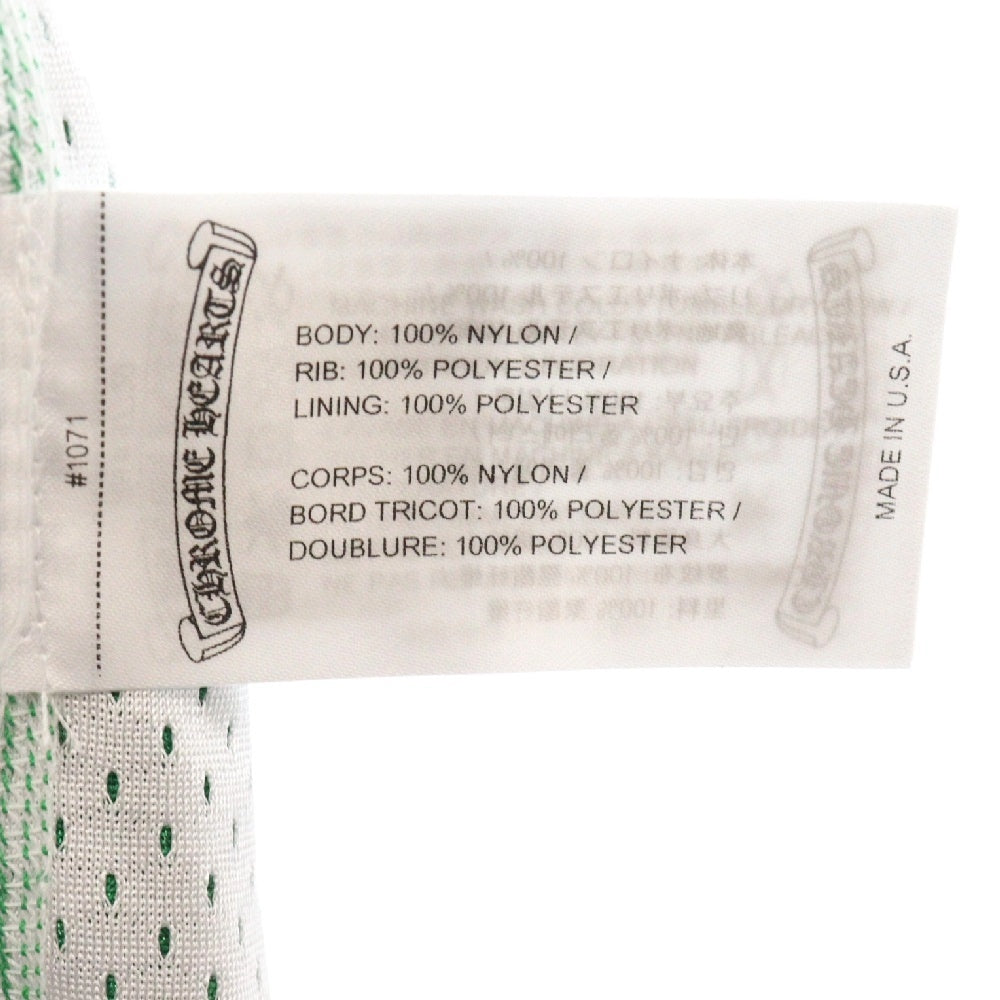 #1071
CHROME HEARTS
BODY: 100% NYLON /
RIB: 100% POLYESTER /
LINING: 100% POLYESTER
CORPS: 100% NYLON /
BORD TRICOT: 100% POLYESTER /
DOUBLURE: 100% POLYESTER
MADE IN U.S.A.